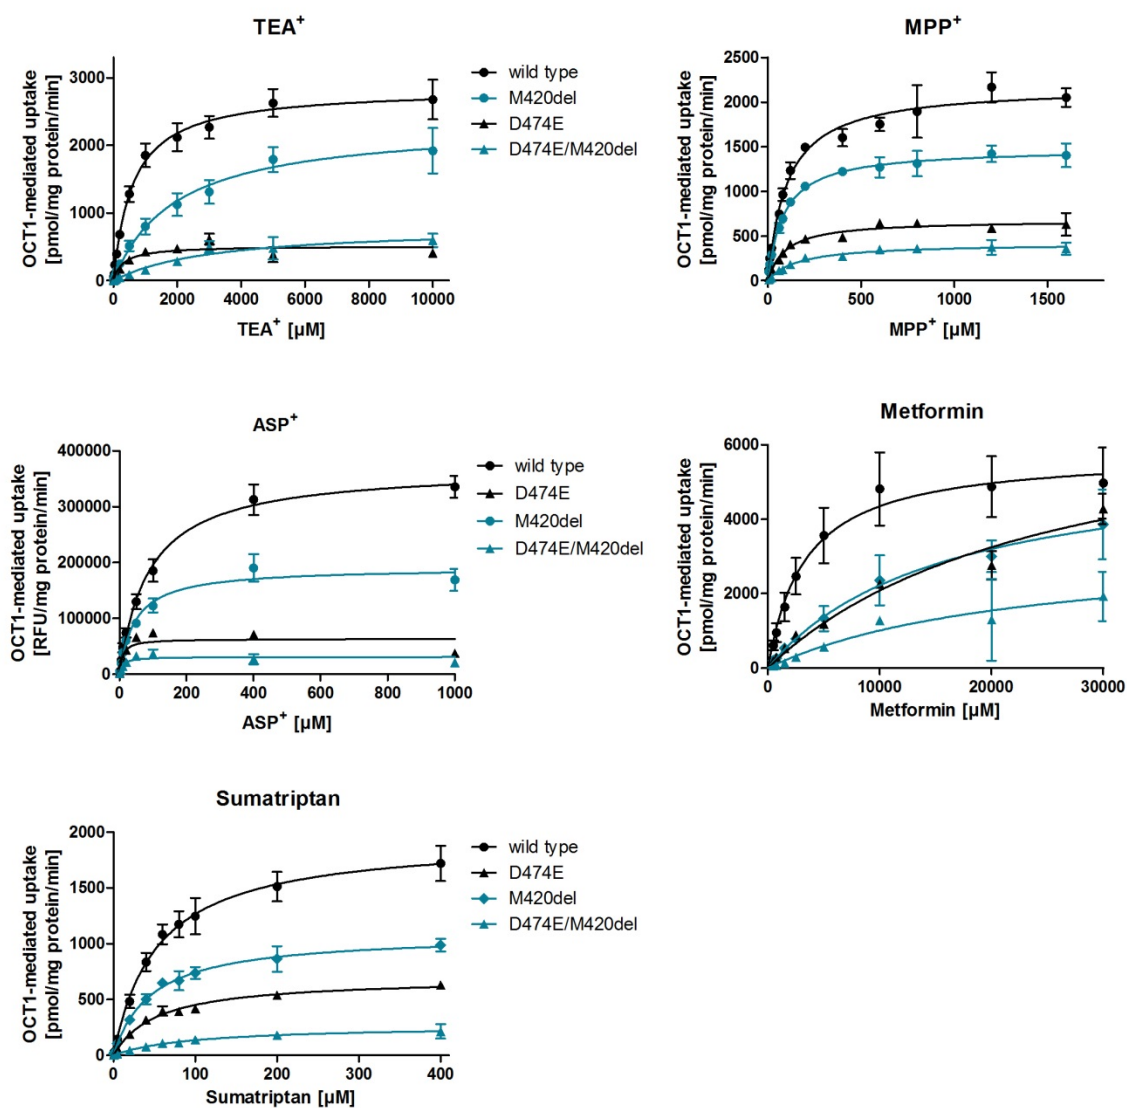 TEA+
OCT1-mediated uptake
[pmol/mg protein/min]
3000
2000
1000
0
0 2000 4000 6000 8000 10000
TEA+ [µM]
wild type
M420del
D474E
D474E/M420del
MPP+
OCT1-mediated uptake
[pmol/mg protein/min]
2500
2000
1500
1000
500
0
0 500 1000 1500
MPP+ [µM]
ASP+
OCT1-mediated uptake
[RFU/mg protein/min]
400000
300000
200000
100000
0
0 200 400 600 800 1000
ASP+ [µM]
wild type
D474E
M420del
D474E/M420del
Metformin
OCT1-mediated uptake
[pmol/mg protein/min]
6000
4000
2000
0
0 10000 20000 30000
Metformin [µM]
Sumatriptan
OCT1-mediated uptake
[pmol/mg protein/min]
2000
1500
1000
500
0
0 100 200 300 400
Sumatriptan [µM]
wild type
D474E
M420del
D474E/M420del